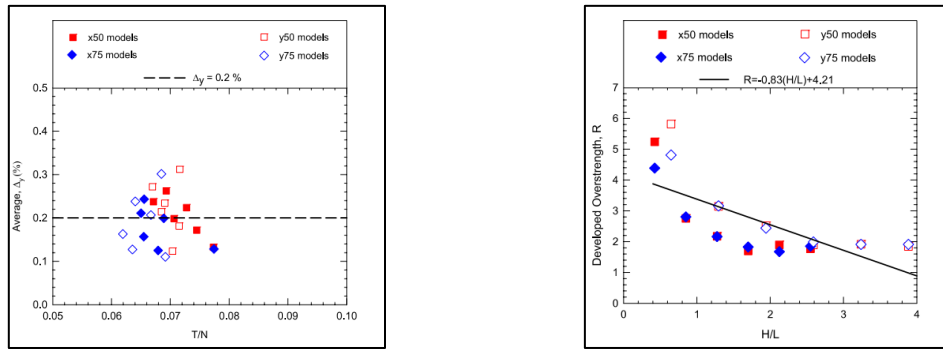 x50 models
y50 models
x75 models
y75 models
Δy = 0.2 %
0.5
0.4
0.3
0.2
0.1
0.0
Average, Δy (%)
0.05
0.06
0.07
0.08
0.09
0.10
T/N
x50 models
y50 models
x75 models
y75 models
R=-0.83(H/L)+4.21
7
6
5
4
3
2
1
0
Developed Overstrength, R
0
1
2
3
4
H/L